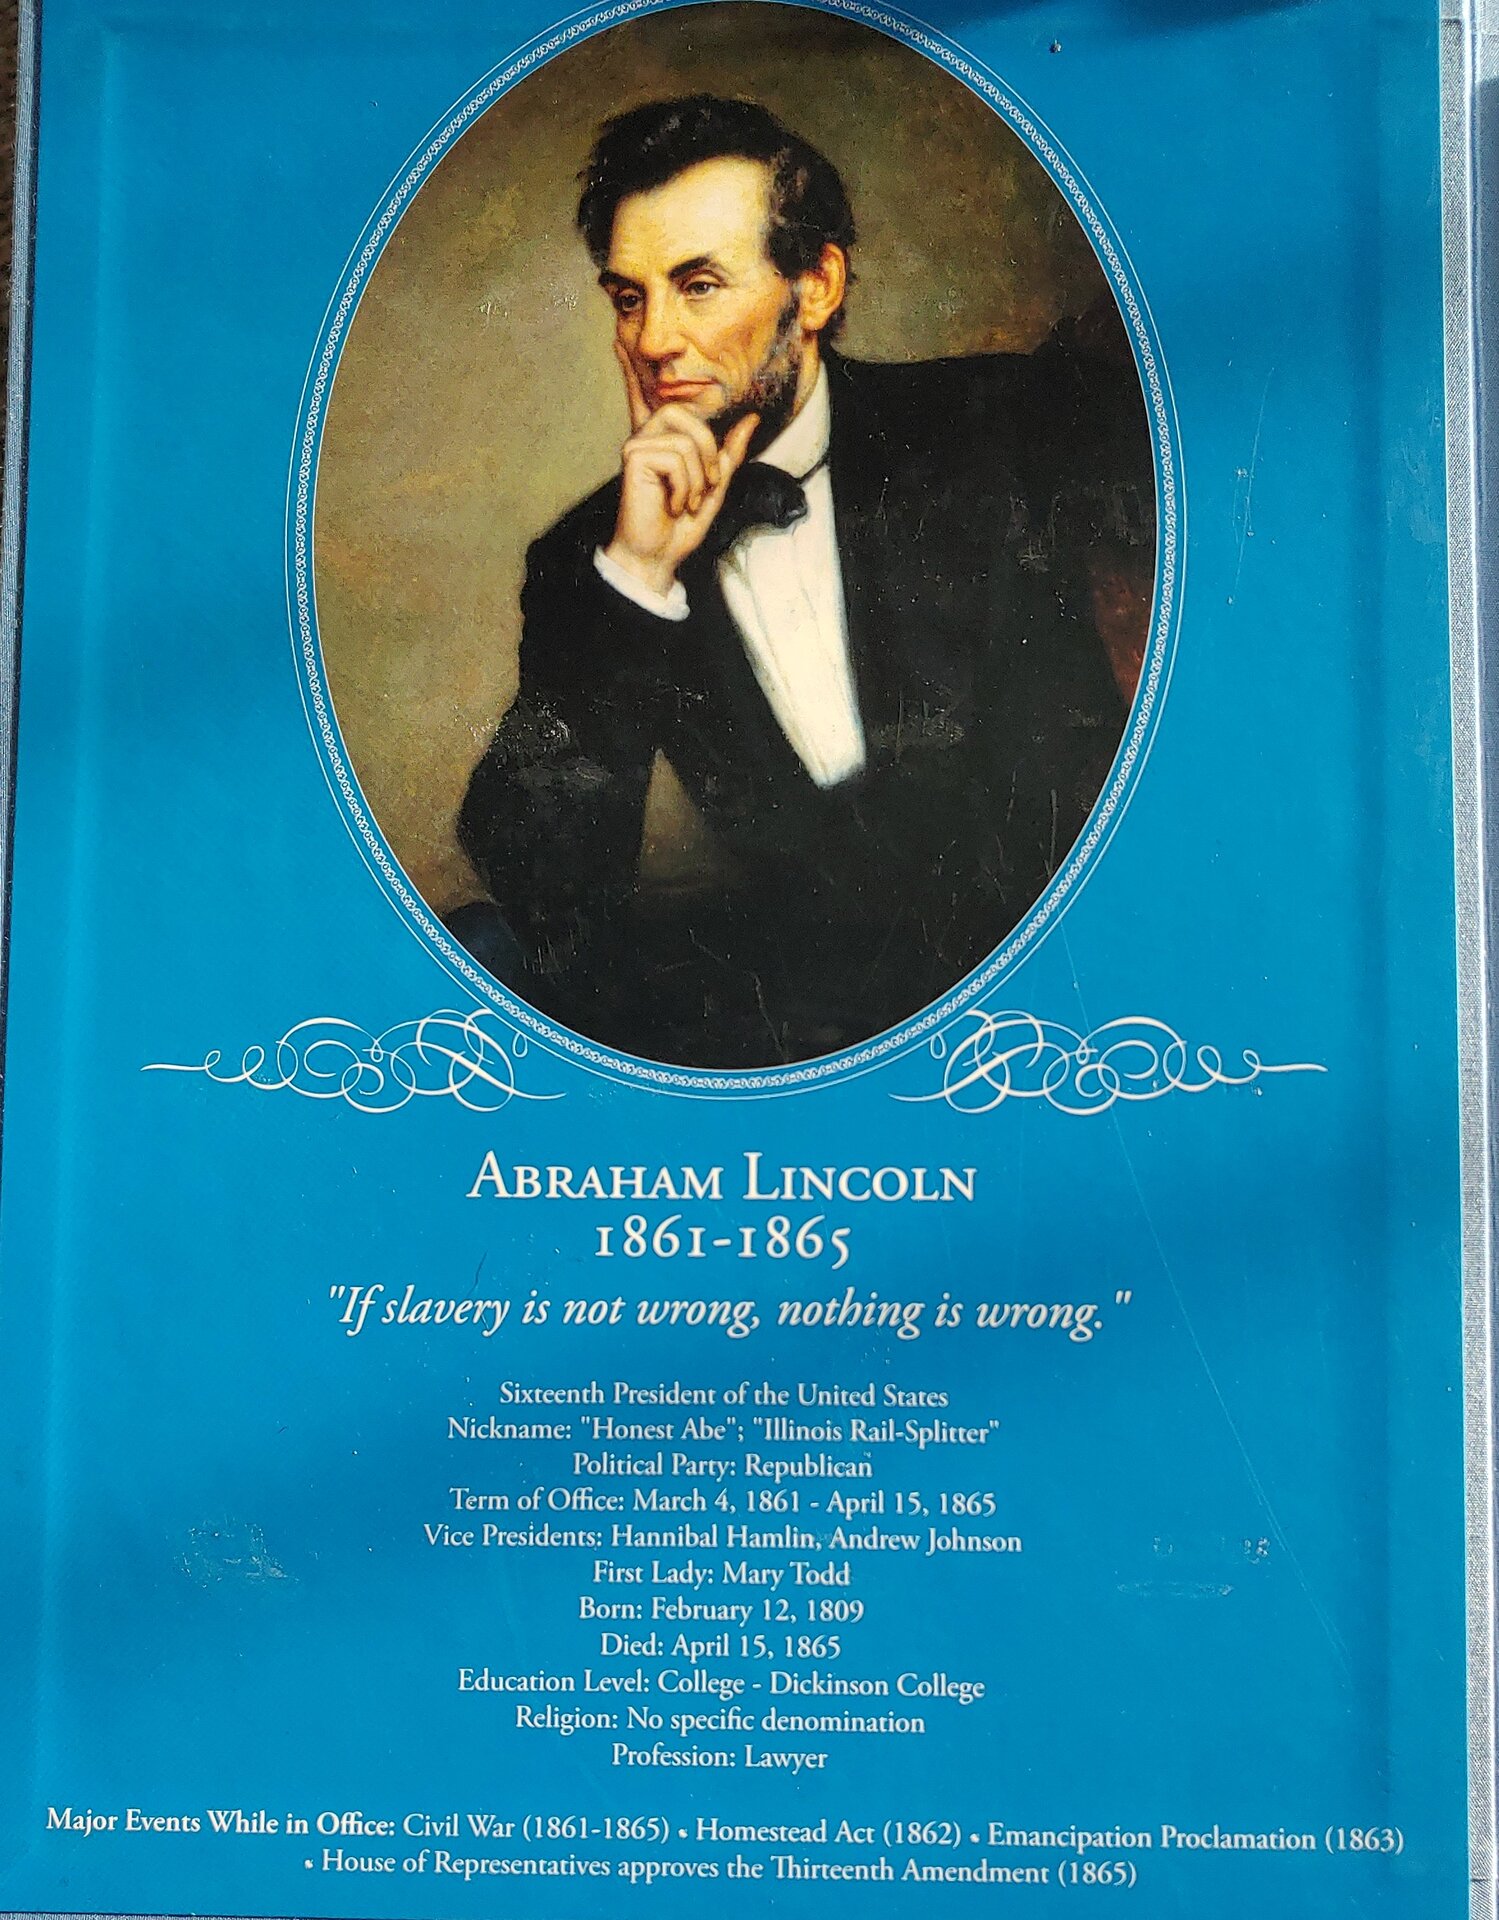 ABRAHAM LINCOLN
1861-1865
"If slavery is not wrong, nothing is wrong."
Sixteenth President of the United States
Nickname: "Honest Abe"; "Illinois Rail-Splitter"
Political Party: Republican
Term of Office: March 4, 1861 - April 15, 1865
Vice Presidents: Hannibal Hamlin, Andrew Johnson
First Lady: Mary Todd
Born: February 12, 1809
Died: April 15, 1865
Education Level: College - Dickinson College
Religion: No specific denomination
Profession: Lawyer
Major Events While in Office: Civil War (1861-1865) • Homestead Act (1862) • Emancipation Proclamation (1863)
• House of Representatives approves the Thirteenth Amendment (1865)